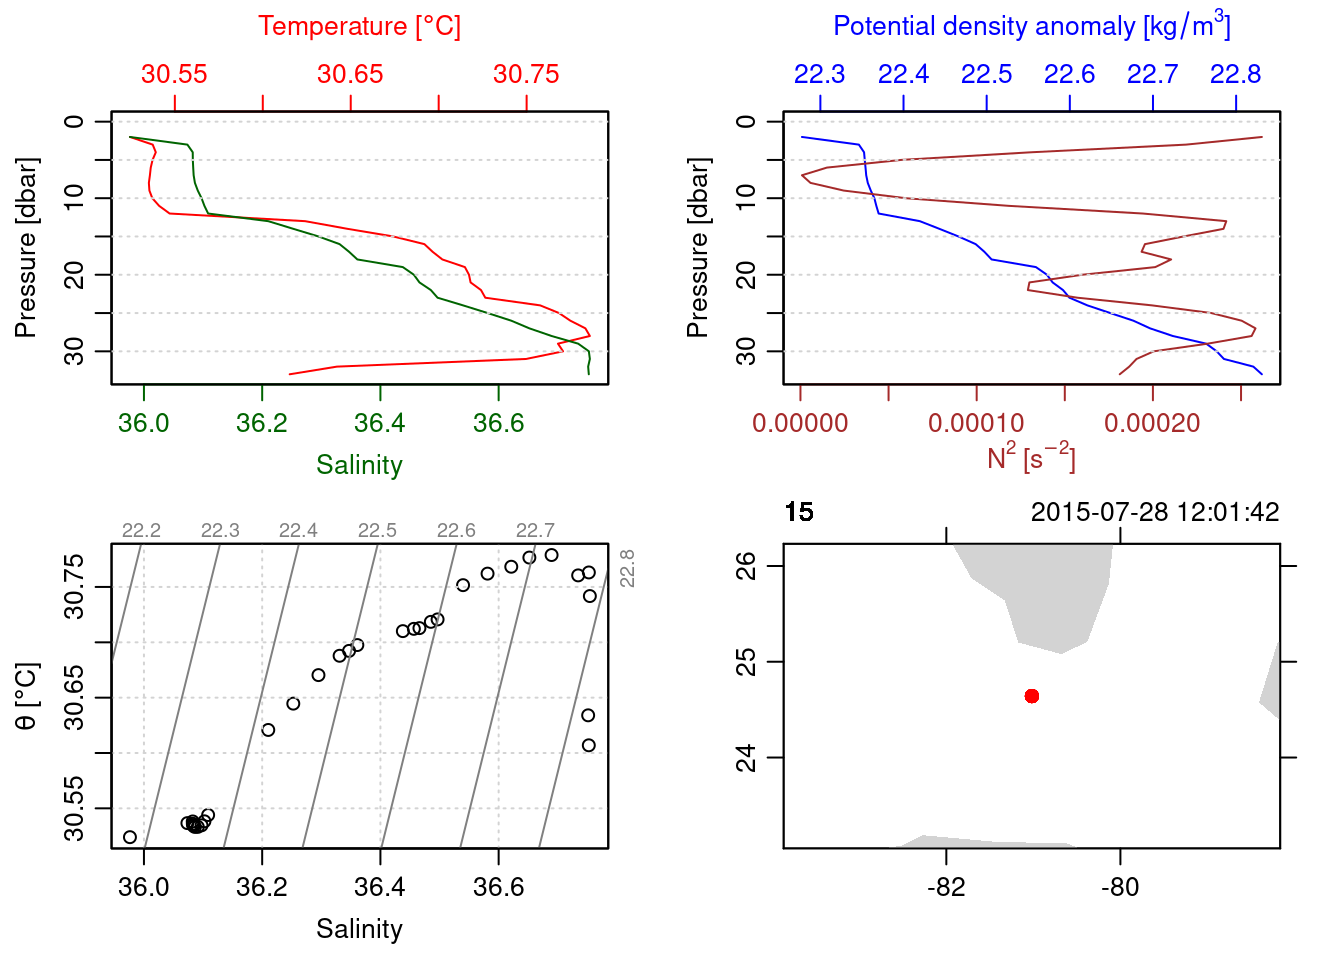 Temperature [°C]
30.55 30.65 30.75
Pressure [dbar]
0 10 20 30
36.0 36.2 36.4 36.6
Salinity
Potential density anomaly [kg/m³]
22.3 22.4 22.5 22.6 22.7 22.8
Pressure [dbar]
0 10 20 30
0.00000 0.00010 0.00020
N² [s⁻²]
22.2 22.3 22.4 22.5 22.6 22.7
22.8
θ [°C]
30.55 30.65 30.75
36.0 36.2 36.4 36.6
Salinity
15 2015-07-28 12:01:42
26
25
24
-82 -80